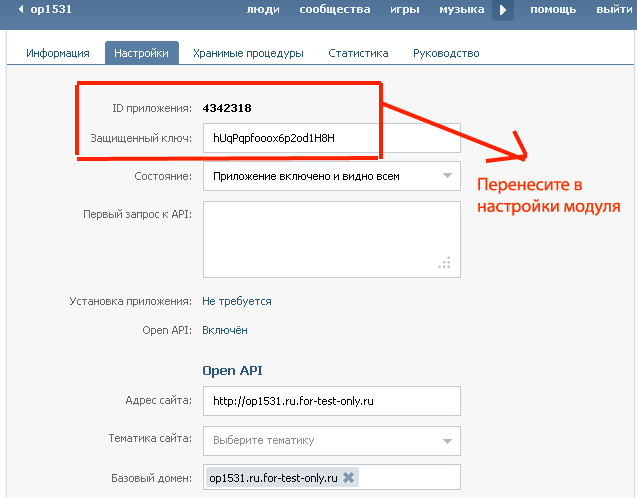 op1531 люди сообщества игры музыка помощь выйти
Информация Настройки Хранимые процедуры Статистика Руководство
ID приложения: 4342318
Защищенный ключ: hUqPqpfooox6p2od1H8H
Состояние: Приложение включено и видно всем
Перенесите в
настройки модуля
Первый запрос к API:
Установка приложения: Не требуется
Open API: Включён
Open API
Адрес сайта: http://op1531.ru.for-test-only.ru
Тематика сайта: Выберите тематику
Базовый домен: op1531.ru.for-test-only.ru